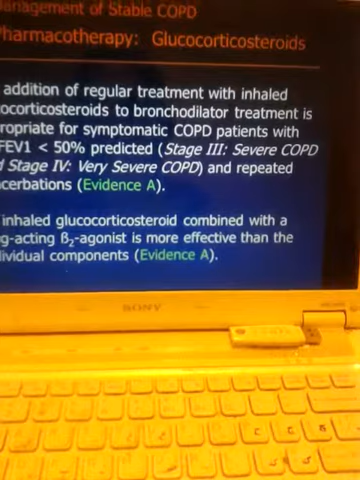 anagement of Stable COPD
harmacotherapy: Glucocorticosteroids
addition of regular treatment with inhaled
ocorticosteroids to bronchodilator treatment is
ropriate for symptomatic COPD patients with
FEV1 < 50% predicted (Stage III: Severe COPD
Stage IV: Very Severe COPD) and repeated
cerbations (Evidence A).
inhaled glucocorticosteroid combined with a
g-acting ß₂-agonist is more effective than the
ividual components (Evidence A).
SONY